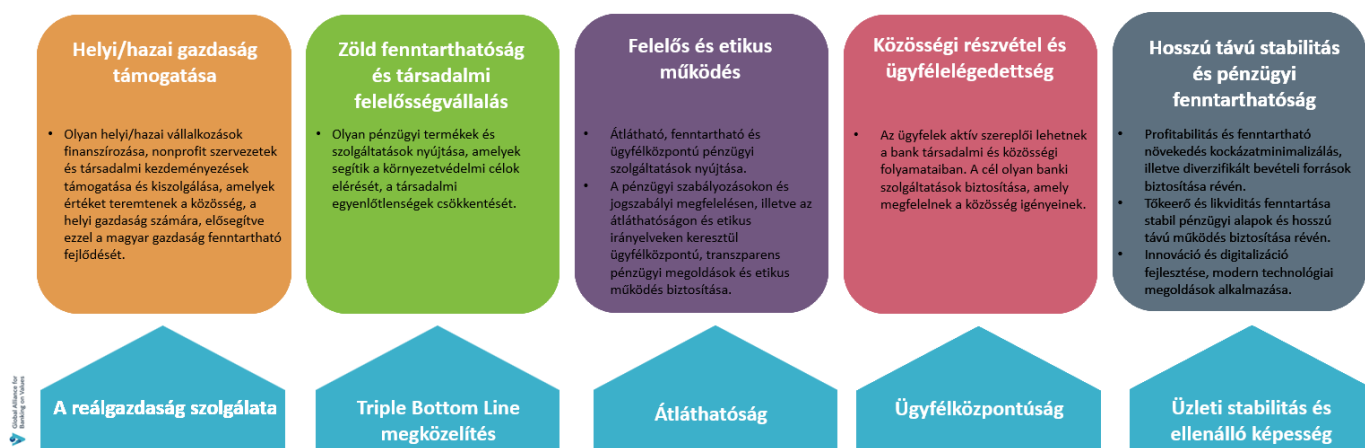 Helyi/hazai gazdaság
támogatása
• Olyan helyi/hazai vállalkozások
finanszírozása, nonprofit szervezetek
és társadalmi kezdeményezések
támogatása és kiszolgálása, amelyek
értéket teremtenek a közösség, a
helyi gazdaság számára, elősegítve
ezzel a magyar gazdaság fenntartható
fejlődését.
Zöld fenntarthatóság
és társadalmi
felelősségvállalás
• Olyan pénzügyi termékek és
szolgáltatások nyújtása, amelyek
segítik a környezetvédelmi célok
elérését, a társadalmi
egyenlőtlenségek csökkentését.
Felelős és etikus
működés
• Átlátható, fenntartható és
ügyfélközpontú pénzügyi
szolgáltatások nyújtása.
• A pénzügyi szabályozásokon és
jogszabályi megfelelésen, illetve az
átláthatóságon és etikus
irányelveken keresztül
ügyfélközpontú, transzparens
pénzügyi megoldások és etikus
működés biztosítása.
Közösségi részvétel és
ügyfélelégedettség
• Az ügyfelek aktív szereplői lehetnek
a bank társadalmi és közösségi
folyamataiban. A cél olyan banki
szolgáltatások biztosítása, amely
megfelelnek a közösség igényeinek.
Hosszú távú stabilitás
és pénzügyi
fenntarthatóság
• Profitabilitás és fenntartható
növekedés kockázatminimalizálás,
illetve diverzifikált bevételi források
biztosítása révén.
• Tőkeerő és likviditás fenntartása
stabil pénzügyi alapok és hosszú
távú működés biztosítása révén.
• Innováció és digitalizáció
fejlesztése, modern technológiai
megoldások alkalmazása.
Global Alliance for
Banking on Values
A reálgazdaság szolgálata
Triple Bottom Line
megközelítés
Átláthatóság
Ügyfélközpontúság
Üzleti stabilitás és
ellenálló képesség